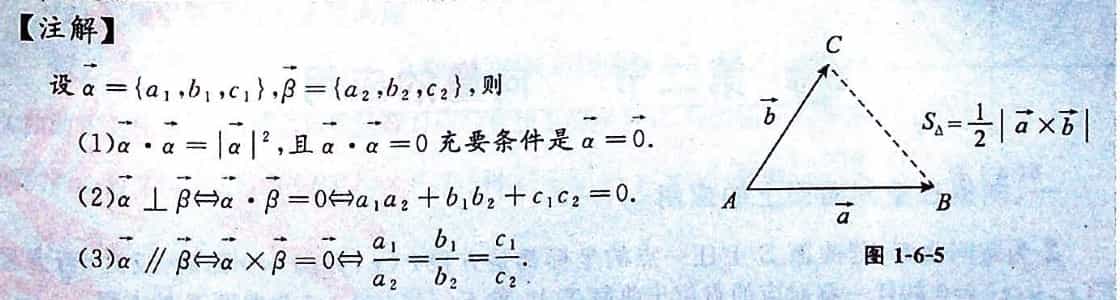 【注解】
设 $\vec{\alpha}=\{a_1,b_1,c_1\},\vec{\beta}=\{a_2,b_2,c_2\}$,则
(1)$\vec{\alpha}\cdot\vec{\alpha}=|\vec{\alpha}|^2$,且 $\vec{\alpha}\cdot\vec{\alpha}=0$ 充要条件是 $\vec{\alpha}=\vec{0}$.
(2)$\vec{\alpha}\perp\vec{\beta}\Leftrightarrow\vec{\alpha}\cdot\vec{\beta}=0\Leftrightarrow a_1a_2+b_1b_2+c_1c_2=0$.
(3)$\vec{\alpha}\parallel\vec{\beta}\Leftrightarrow\vec{\alpha}\times\vec{\beta}=\vec{0}\Leftrightarrow\frac{a_1}{a_2}=\frac{b_1}{b_2}=\frac{c_1}{c_2}$.
C
$\vec{b}$
$S_\Delta=\frac{1}{2}|\vec{a}\times\vec{b}|$
A
$\vec{a}$
B
图 1-6-5